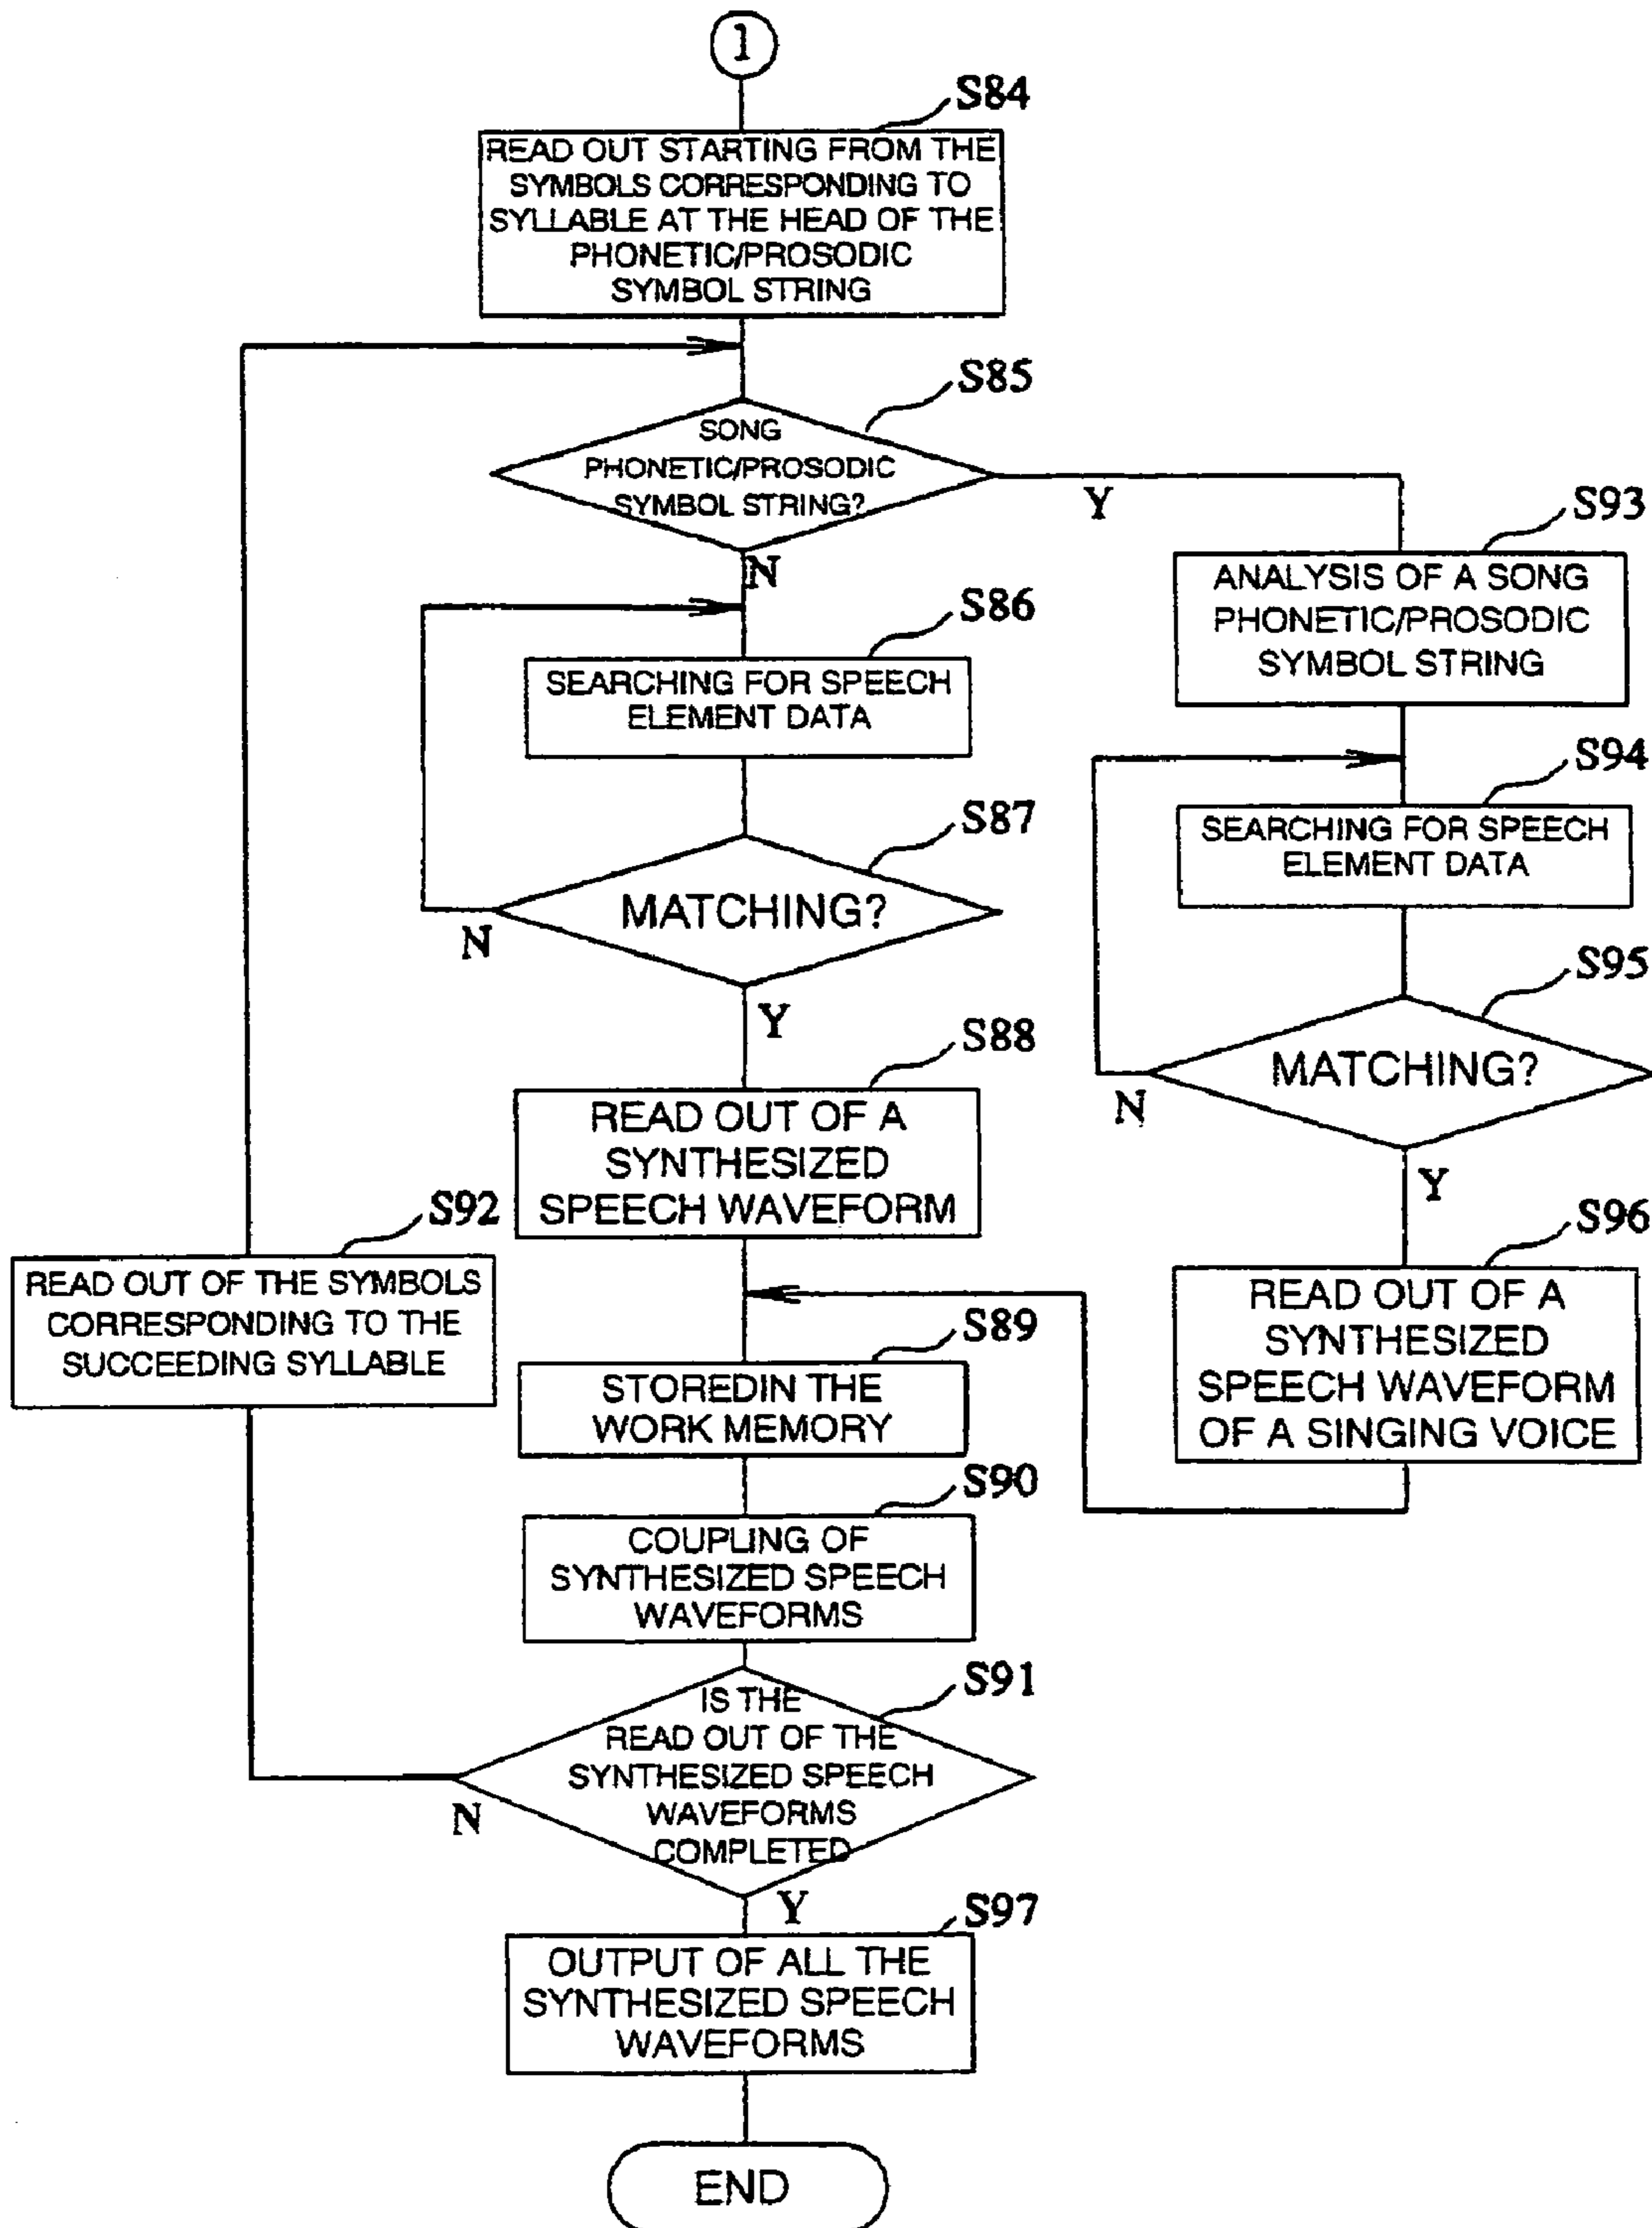 1
S84
READ OUT STARTING FROM THE
SYMBOLS CORRESPONDING TO
SYLLABLE AT THE HEAD OF THE
PHONETIC/PROSODIC
SYMBOL STRING
S85
SONG
PHONETIC/PROSODIC
SYMBOL STRING?
Y
N
S93
ANALYSIS OF A SONG
PHONETIC/PROSODIC
SYMBOL STRING
S86
SEARCHING FOR SPEECH
ELEMENT DATA
S94
SEARCHING FOR SPEECH
ELEMENT DATA
S87
MATCHING?
N
Y
S95
MATCHING?
N
Y
S88
READ OUT OF A
SYNTHESIZED
SPEECH WAVEFORM
S92
READ OUT OF THE SYMBOLS
CORRESPONDING TO THE
SUCCEEDING SYLLABLE
S96
READ OUT OF A
SYNTHESIZED
SPEECH WAVEFORM
OF A SINGING VOICE
S89
STOREDIN THE
WORK MEMORY
S90
COUPLING OF
SYNTHESIZED SPEECH
WAVEFORMS
S91
IS THE
READ OUT OF THE
SYNTHESIZED SPEECH
WAVEFORMS
COMPLETED
N
Y
S97
OUTPUT OF ALL THE
SYNTHESIZED SPEECH
WAVEFORMS
END